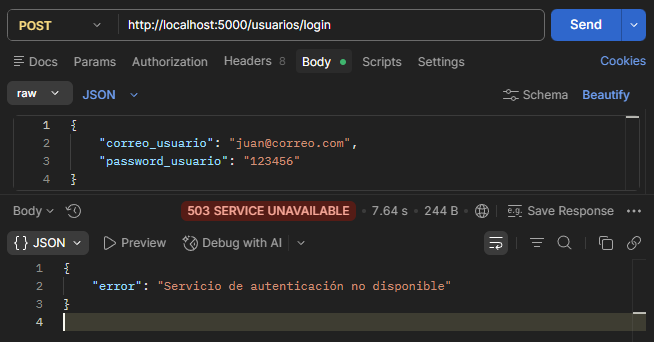 POST http://localhost:5000/usuarios/login Send
Docs Params Authorization Headers 8 Body Scripts Settings Cookies
raw JSON Schema Beautify
1 {
2 "correo_usuario": "juan@correo.com",
3 "password_usuario": "123456"
4 }
Body 503 SERVICE UNAVAILABLE • 7.64 s • 244 B • e.g. Save Response
{} JSON Preview Debug with AI
1 {
2 "error": "Servicio de autenticación no disponible"
3 }
4